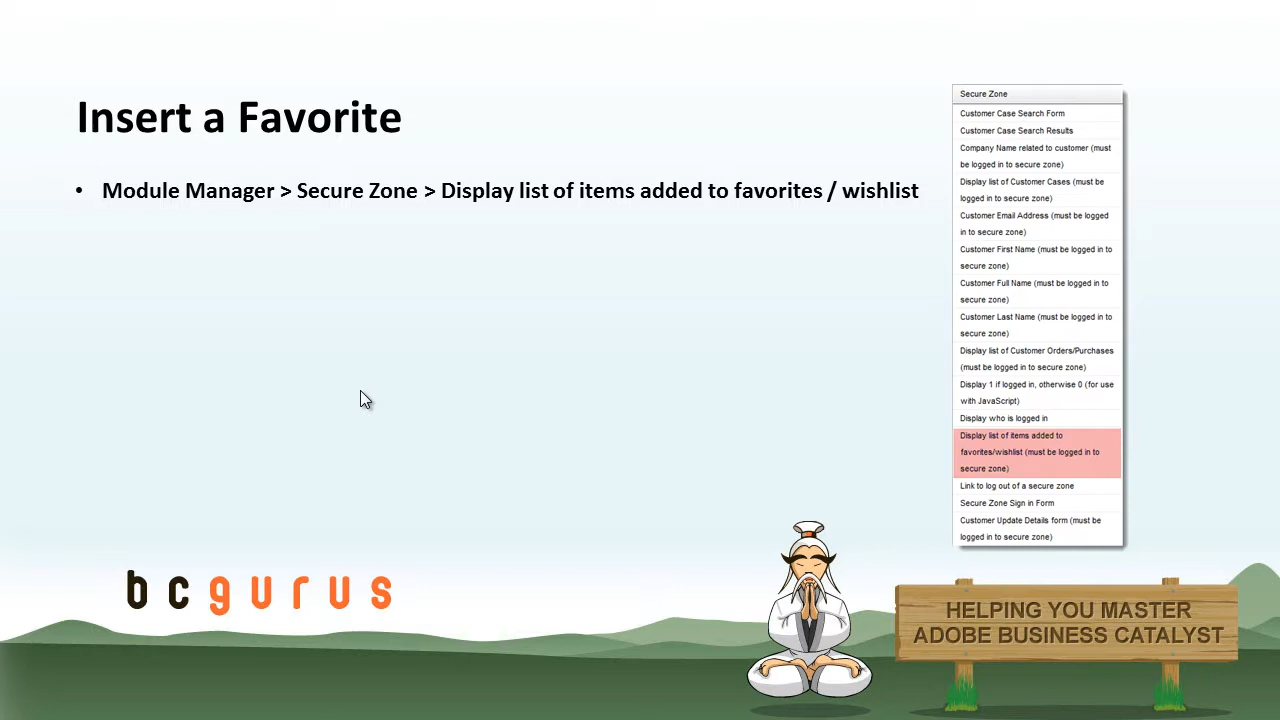 Insert a Favorite
• Module Manager > Secure Zone > Display list of items added to favorites / wishlist
Secure Zone
Customer Case Search Form
Customer Case Search Results
Company Name related to customer (must
be logged in to secure zone)
Display list of Customer Cases (must be
logged in to secure zone)
Customer Email Address (must be logged
in to secure zone)
Customer First Name (must be logged in to
secure zone)
Customer Full Name (must be logged in to
secure zone)
Customer Last Name (must be logged in to
secure zone)
Display list of Customer Orders/Purchases
(must be logged in to secure zone)
Display 1 if logged in, otherwise 0 (for use
with JavaScript)
Display who is logged in
Display list of items added to
favorites/wishlist (must be logged in to
secure zone)
Link to log out of a secure zone
Secure Zone Sign in Form
Customer Update Details form (must be
logged in to secure zone)
bcgurus
HELPING YOU MASTER
ADOBE BUSINESS CATALYST